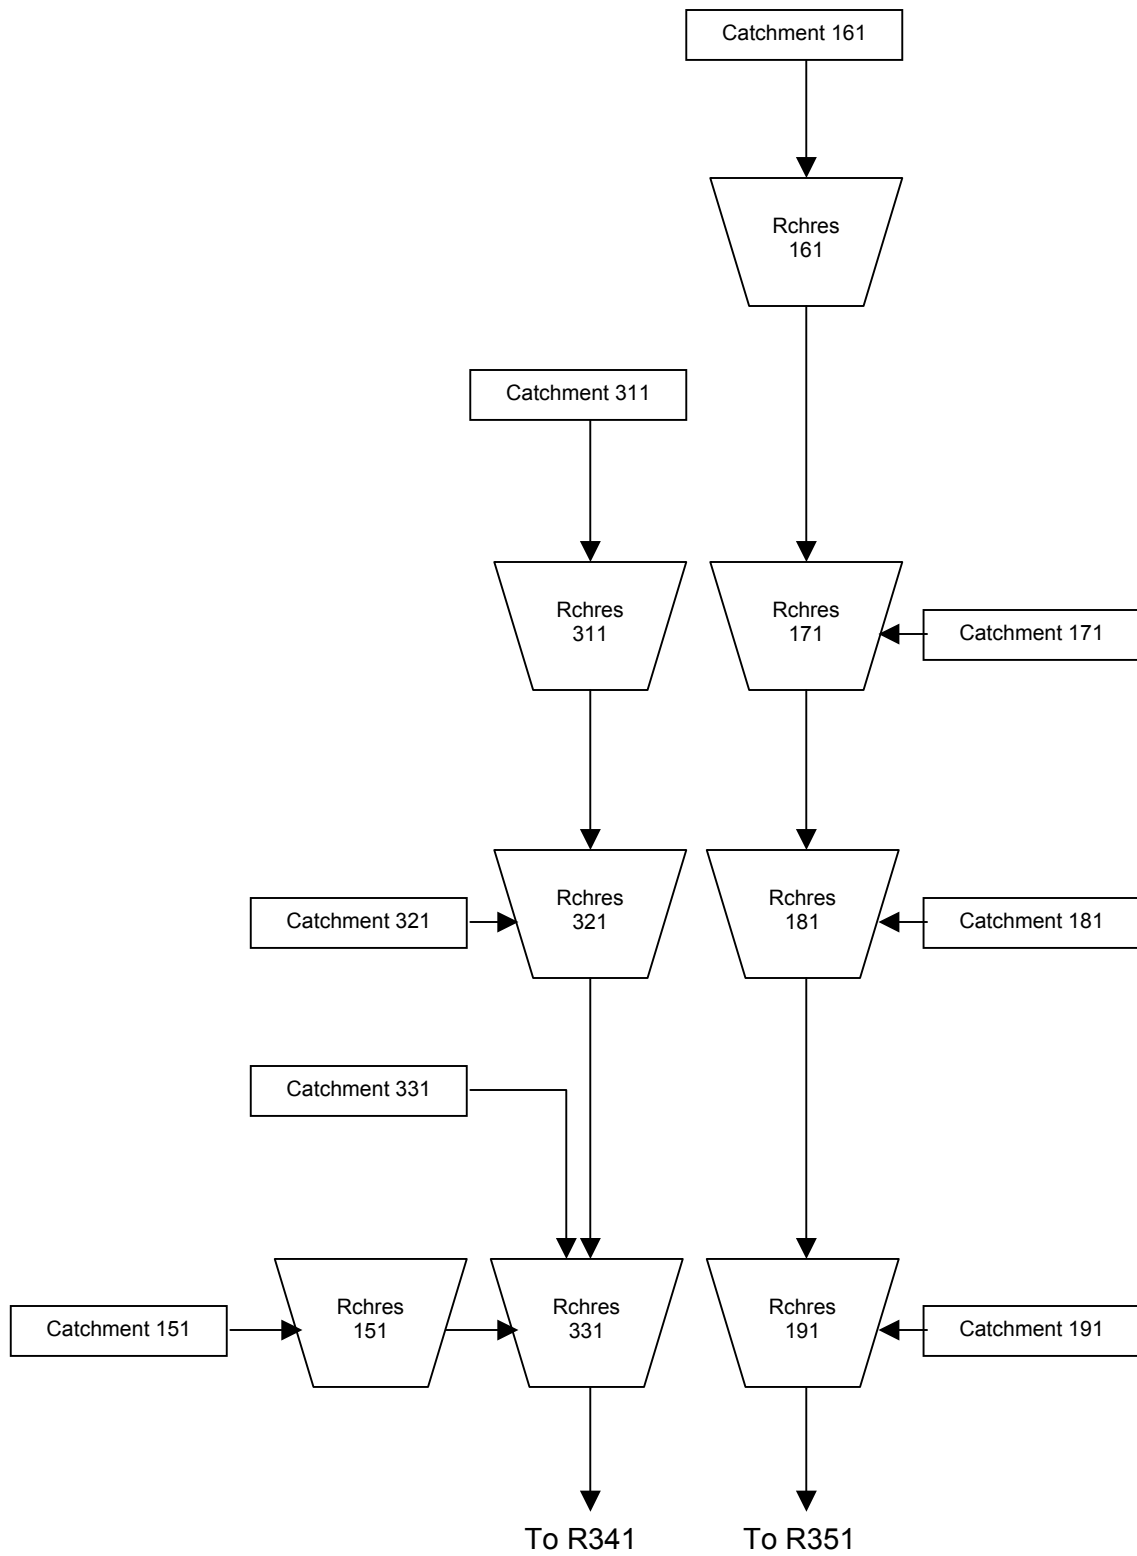 Catchment 161
Rchres
161
Catchment 311
Rchres
311
Rchres
171
Catchment 171
Catchment 321
Rchres
321
Rchres
181
Catchment 181
Catchment 331
Catchment 151
Rchres
151
Rchres
331
Rchres
191
Catchment 191
To R341
To R351